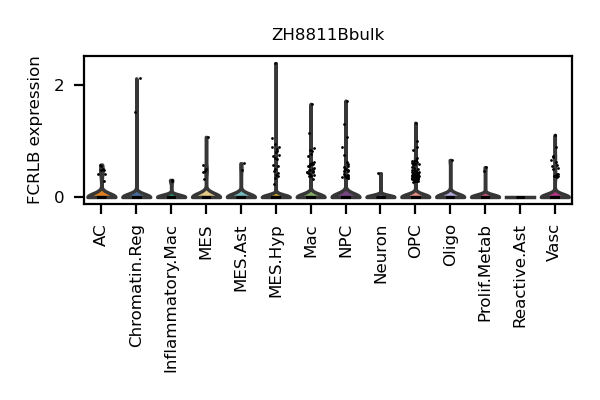 ZH8811Bbulk
FCRLB expression
2
0
AC
Chromatin.Reg
Inflammatory.Mac
MES
MES.Ast
MES.Hyp
Mac
NPC
Neuron
OPC
Oligo
Prolif.Metab
Reactive.Ast
Vasc